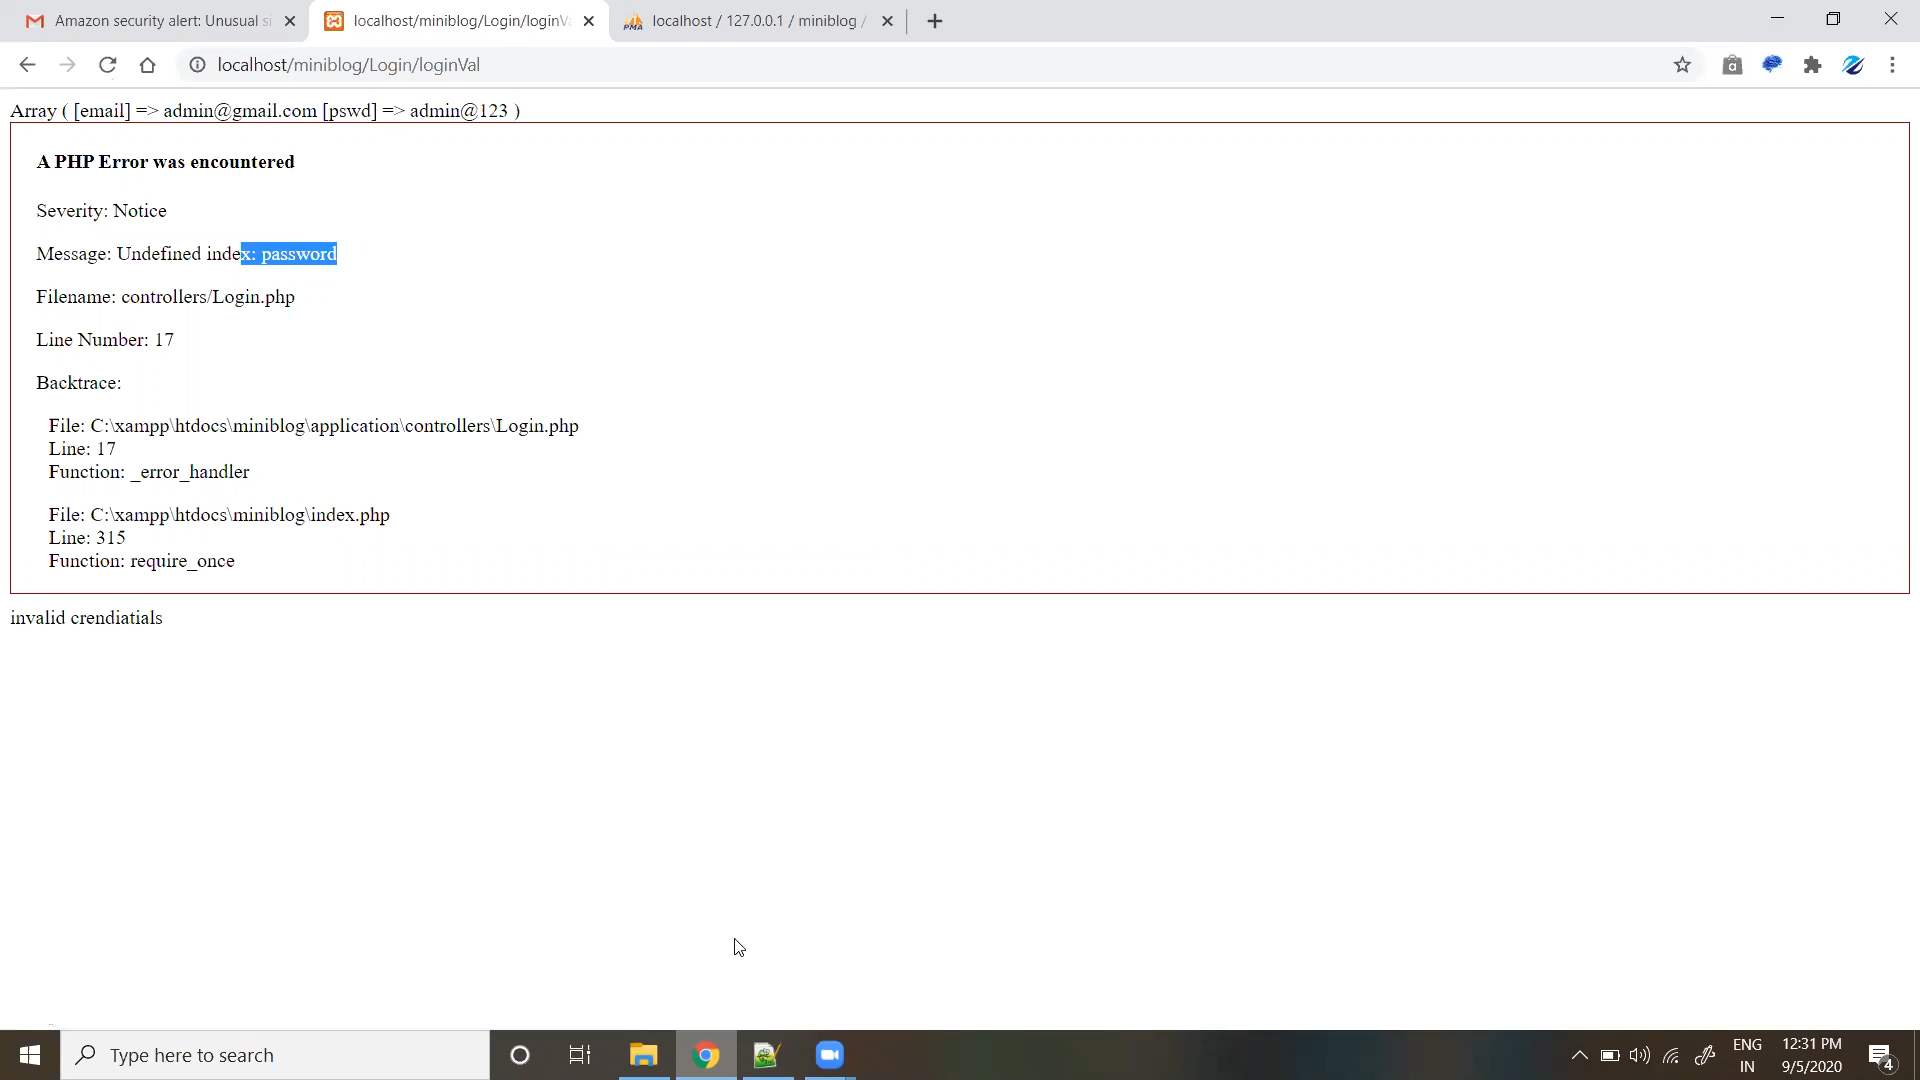 Amazon security alert: Unusual si
localhost/miniblog/Login/loginVa
PMA
localhost / 127.0.0.1 / miniblog /
localhost/miniblog/Login/loginVal
Array ( [email] => admin@gmail.com [pswd] => admin@123 )
A PHP Error was encountered
Severity: Notice
Message: Undefined index: password
Filename: controllers/Login.php
Line Number: 17
Backtrace:
File: C:\xampp\htdocs\miniblog\application\controllers\Login.php
Line: 17
Function: _error_handler
File: C:\xampp\htdocs\miniblog\index.php
Line: 315
Function: require_once
invalid crendiatials
Type here to search
ENG
IN
12:31 PM
9/5/2020
4